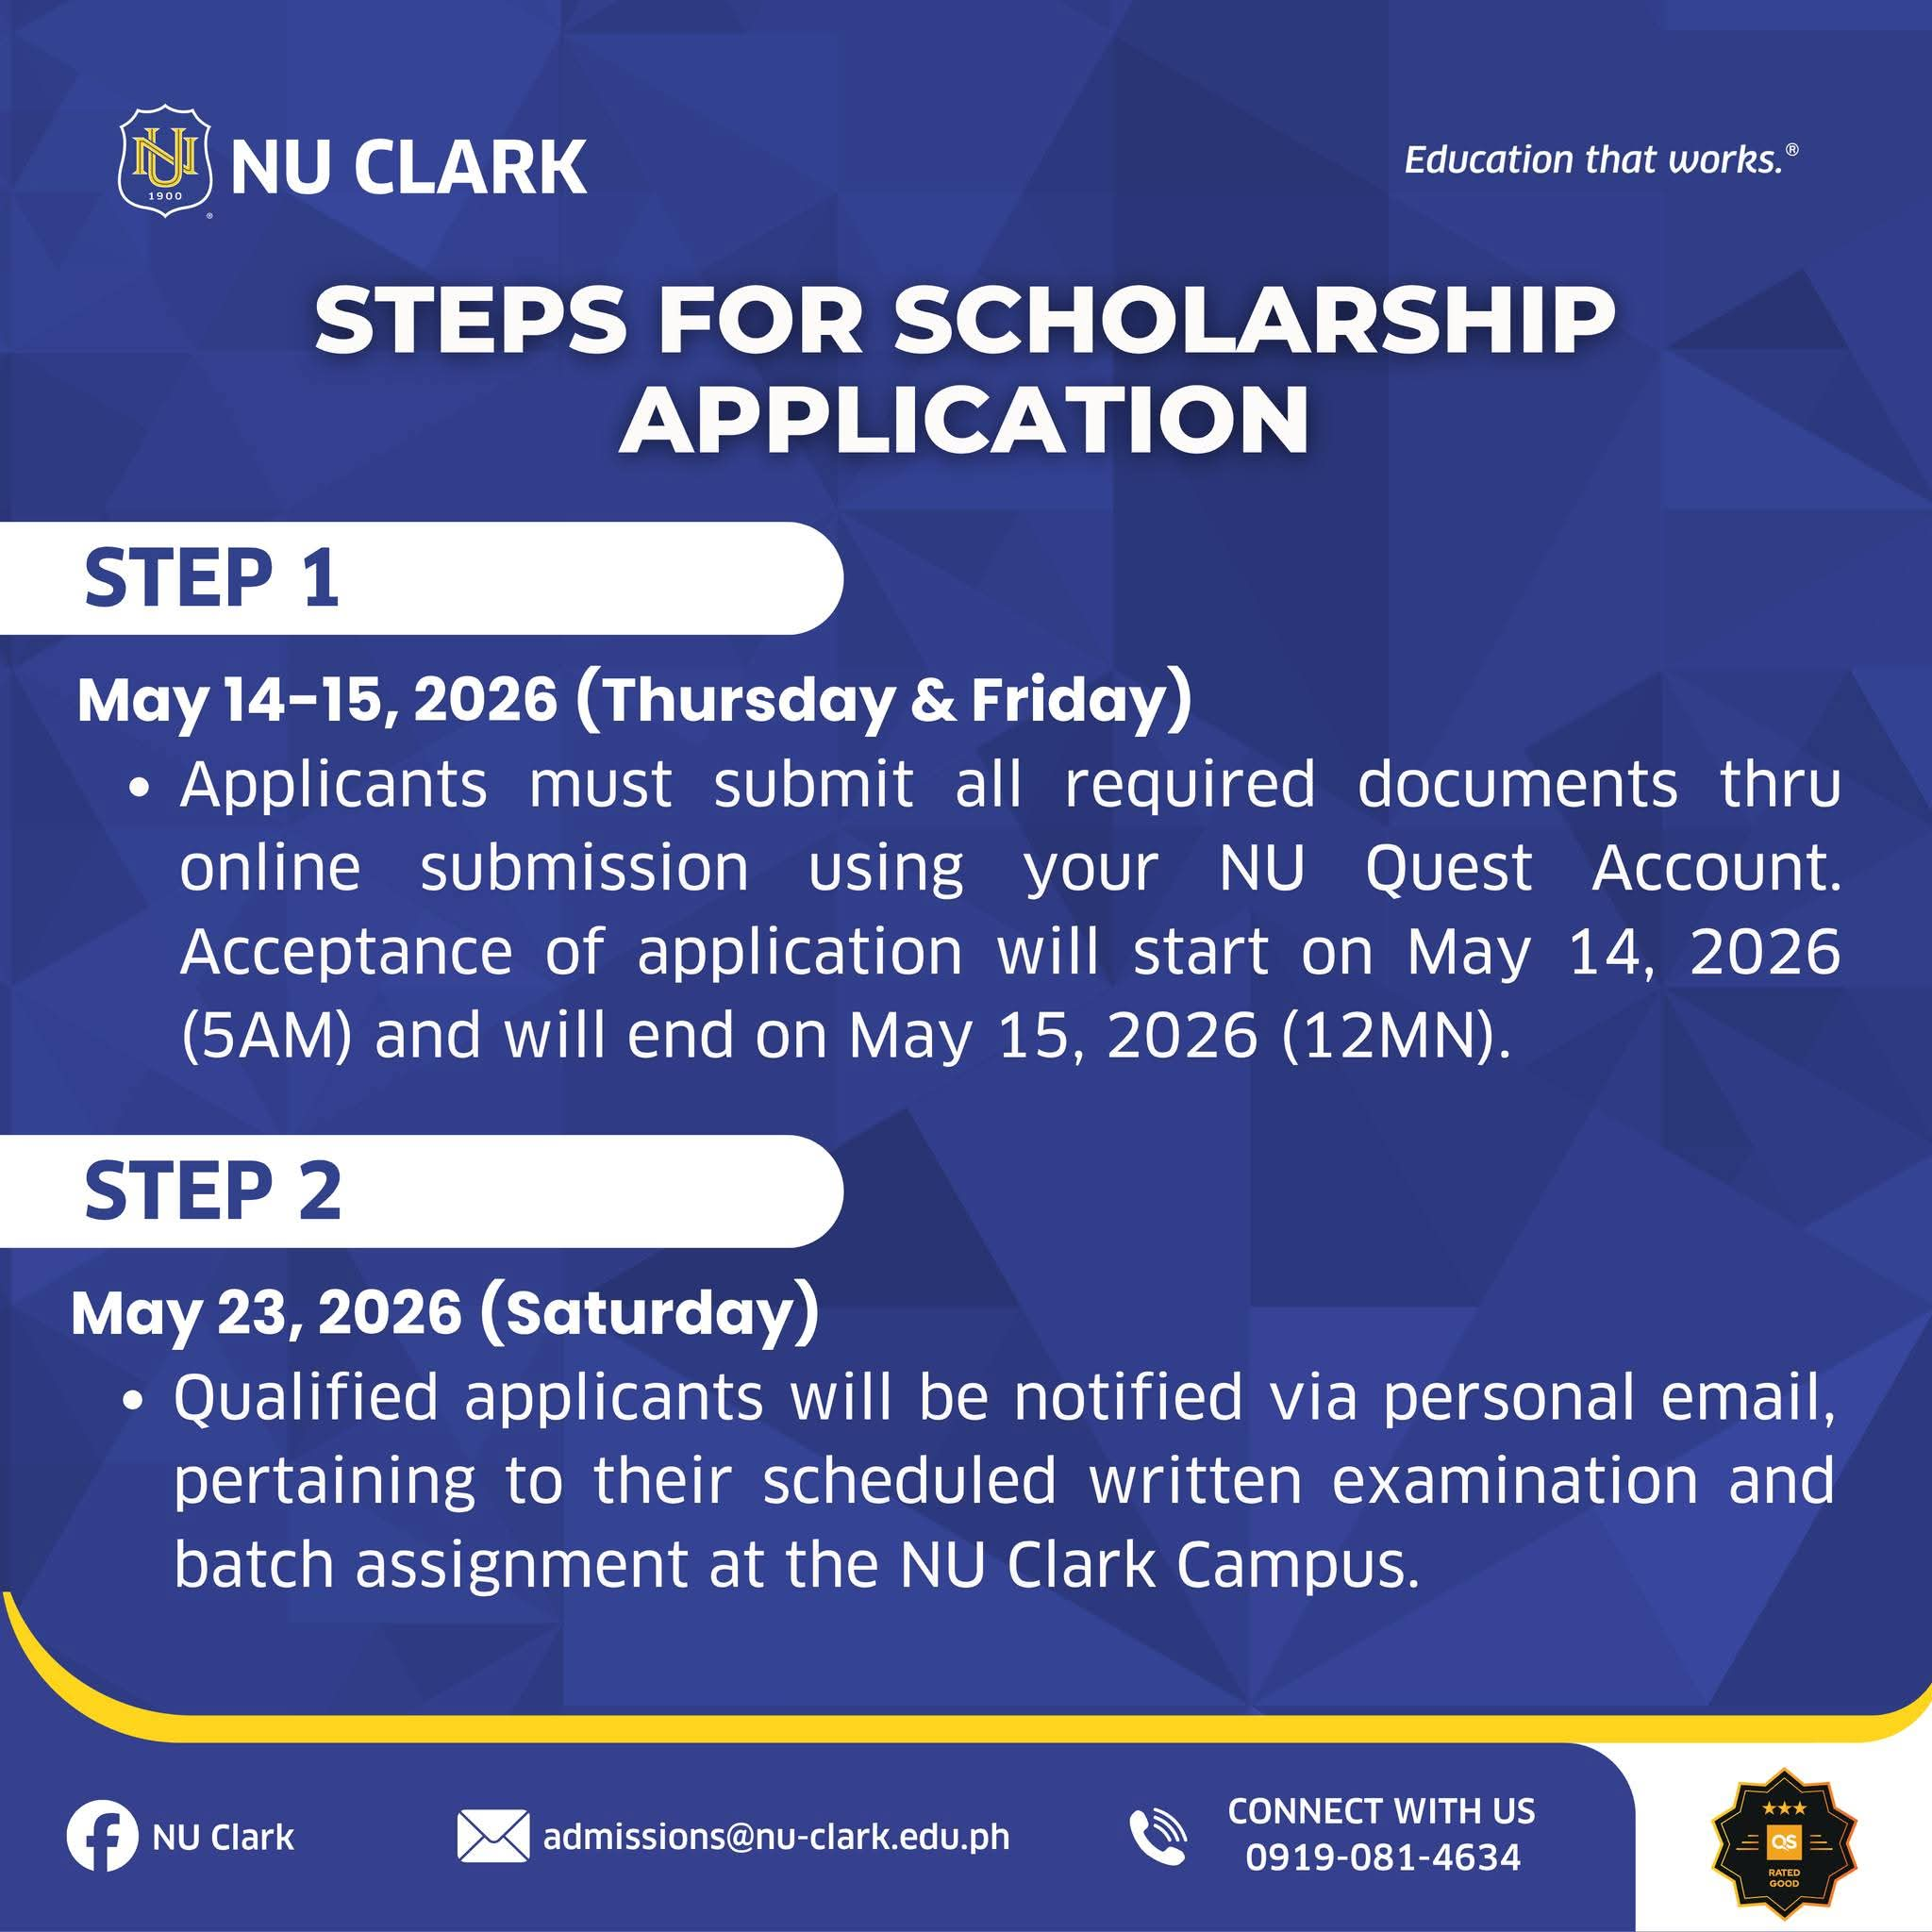 NU
1900
NU CLARK
Education that works.®
STEPS FOR SCHOLARSHIP
APPLICATION
STEP 1
May 14-15, 2026 (Thursday & Friday)
• Applicants must submit all required documents thru
online submission using your NU Quest Account.
Acceptance of application will start on May 14, 2026
(5AM) and will end on May 15, 2026 (12MN).
STEP 2
May 23, 2026 (Saturday)
• Qualified applicants will be notified via personal email,
pertaining to their scheduled written examination and
batch assignment at the NU Clark Campus.
NU Clark
admissions@nu-clark.edu.ph
CONNECT WITH US
0919-081-4634
QS
RATED
GOOD